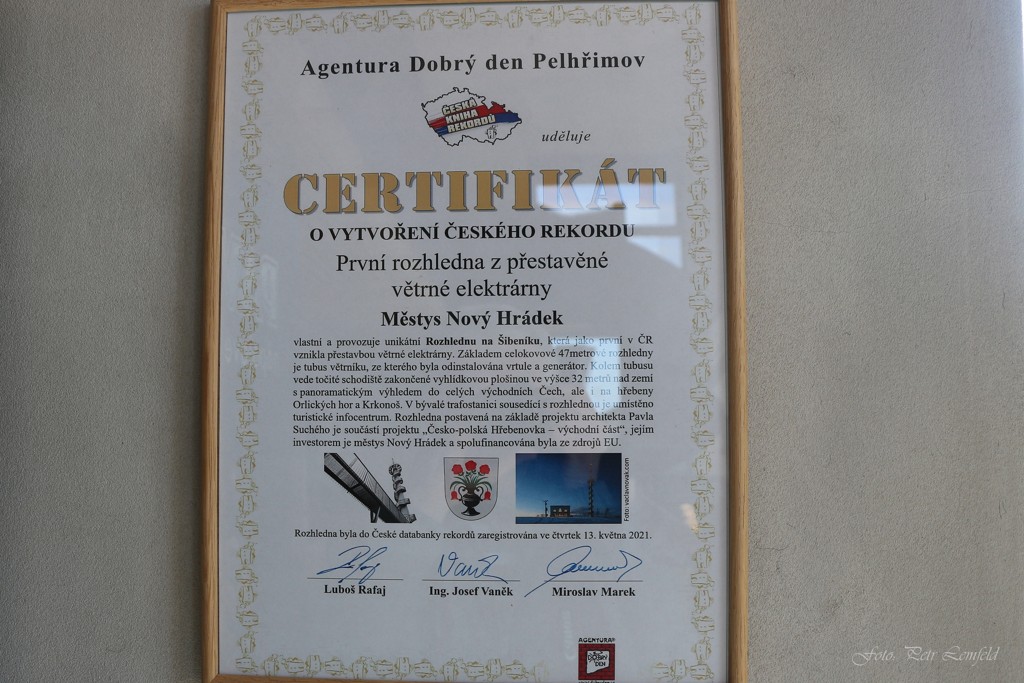 Agentura Dobrý den Pelhřimov
ČESKÁ
KNIHA
REKORDŮ
uděluje
CERTIFIKÁT
O VYTVOŘENÍ ČESKÉHO REKORDU
První rozhledna z přestavěné
větrné elektrárny
Městys Nový Hrádek
vlastní a provozuje unikátní Rozhlednu na Šibeníku, která jako první v ČR
vznikla přestavbou větrné elektrárny. Základem celokovové 47metrové rozhledny
je tubus větrníku, ze kterého byla odinstalována vrtule a generátor. Kolem tubusu
vede točité schodiště zakončené vyhlídkovou plošinou ve výšce 32 metrů nad zemí
s panoramatickým výhledem do celých východních Čech, ale i na hřebeny
Orlických hor a Krkonoš. V bývalé trafostanici sousedící s rozhlednou je umístěno
turistické infocentrum. Rozhledna postavená na základě projektu architekta Pavla
Suchého je součástí projektu „Česko-polská Hřebenovka – východní část“, jejím
investorem je městys Nový Hrádek a spolufinancována byla ze zdrojů EU.
Foto: vaclavnovak.com
Rozhledna byla do České databanky rekordů zaregistrována ve čtvrtek 13. května 2021.
Luboš Rafaj
Ing. Josef Vaněk
Miroslav Marek
AGENTURA
DOBRÝ
DEN
Foto. Petr Lemfeld